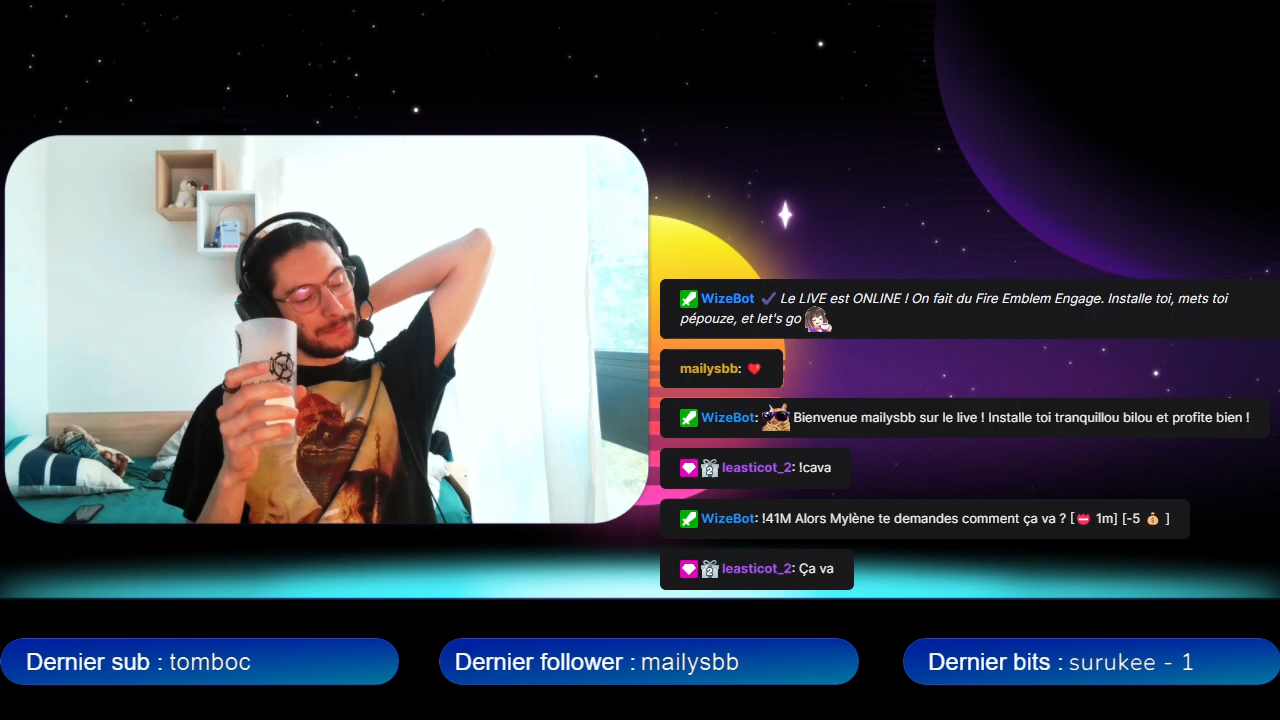 WizeBot Le LIVE est ONLINE ! On fait du Fire Emblem Engage. Installe toi, mets toi
pépouze, et let's go
mailysbb: ❤️
WizeBot: Bienvenue mailysbb sur le live ! Installe toi tranquillou bilou et profite bien !
2 leasticot_2: !cava
WizeBot: !41M Alors Mylène te demandes comment ça va ? [👄 1m] [-5 💰 ]
2 leasticot_2: Ça va
Dernier sub : tomboc
Dernier follower : mailysbb
Dernier bits : surukee - 1